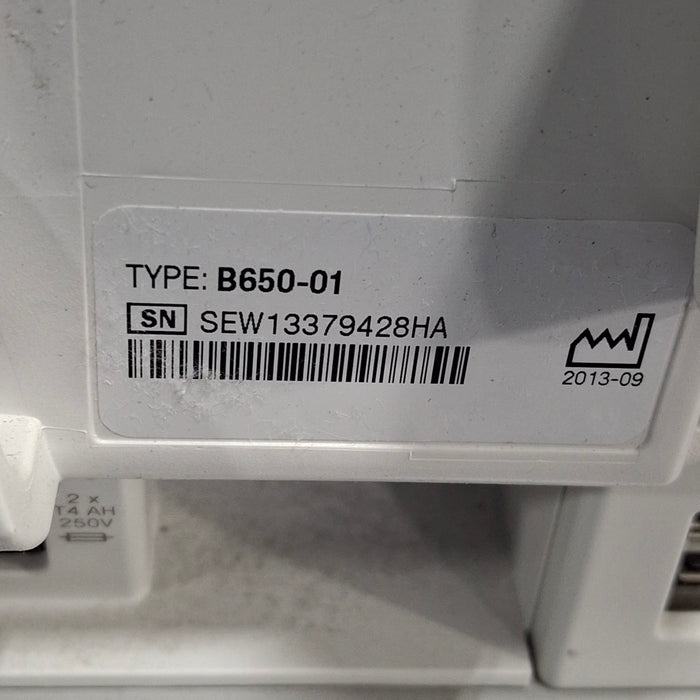 TYPE: B650-01
SN SEW13379428HA
2013-09
2 x
T4 AH
250V